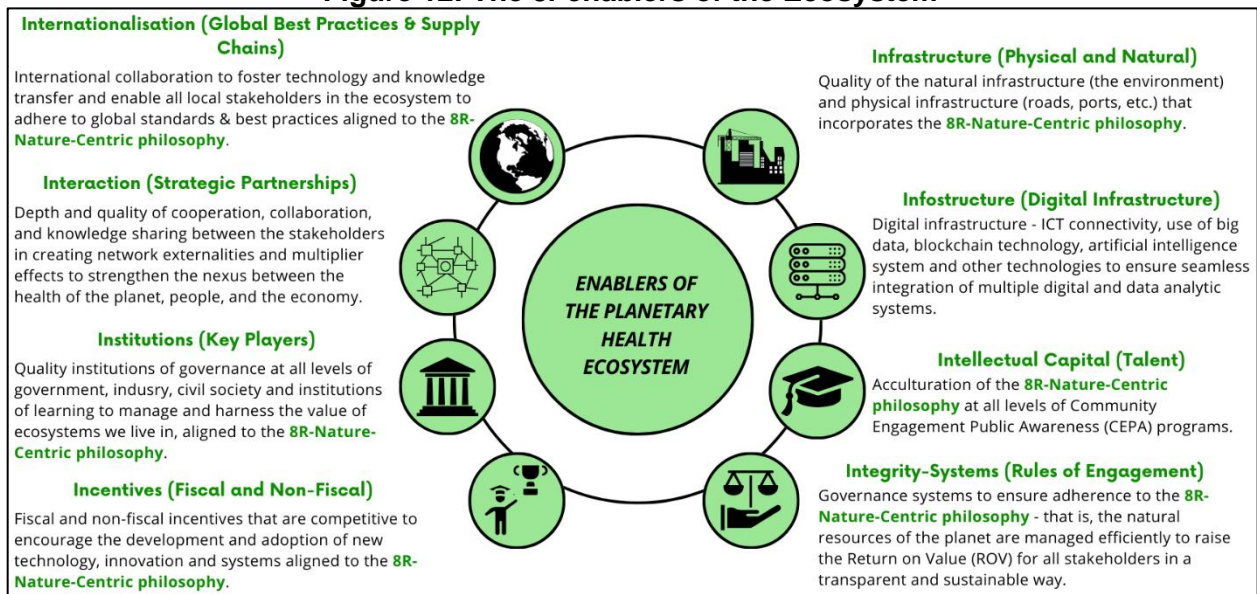 Internationalisation (Global Best Practices & Supply
Chains)
International collaboration to foster technology and knowledge
transfer and enable all local stakeholders in the ecosystem to
adhere to global standards & best practices aligned to the 8R-
Nature-Centric philosophy.
Interaction (Strategic Partnerships)
Depth and quality of cooperation, collaboration,
and knowledge sharing between the stakeholders
in creating network externalities and multiplier
effects to strengthen the nexus between the
health of the planet, people, and the economy.
Institutions (Key Players)
Quality institutions of governance at all levels of
government, indusry, civil society and institutions
of learning to manage and harness the value of
ecosystems we live in, aligned to the 8R-Nature-
Centric philosophy.
Incentives (Fiscal and Non-Fiscal)
Fiscal and non-fiscal incentives that are competitive to
encourage the development and adoption of new
technology, innovation and systems aligned to the 8R-
Nature-Centric philosophy.
ENABLERS OF
THE PLANETARY
HEALTH
ECOSYSTEM
Infrastructure (Physical and Natural)
Quality of the natural infrastructure (the environment)
and physical infrastructure (roads, ports, etc.) that
incorporates the 8R-Nature-Centric philosophy.
Infostructure (Digital Infrastructure)
Digital infrastructure - ICT connectivity, use of big
data, blockchain technology, artificial intelligence
system and other technologies to ensure seamless
integration of multiple digital and data analytic
systems.
Intellectual Capital (Talent)
Acculturation of the 8R-Nature-Centric
philosophy at all levels of Community
Engagement Public Awareness (CEPA) programs.
Integrity-Systems (Rules of Engagement)
Governance systems to ensure adherence to the 8R-
Nature-Centric philosophy - that is, the natural
resources of the planet are managed efficiently to raise
the Return on Value (ROV) for all stakeholders in a
transparent and sustainable way.